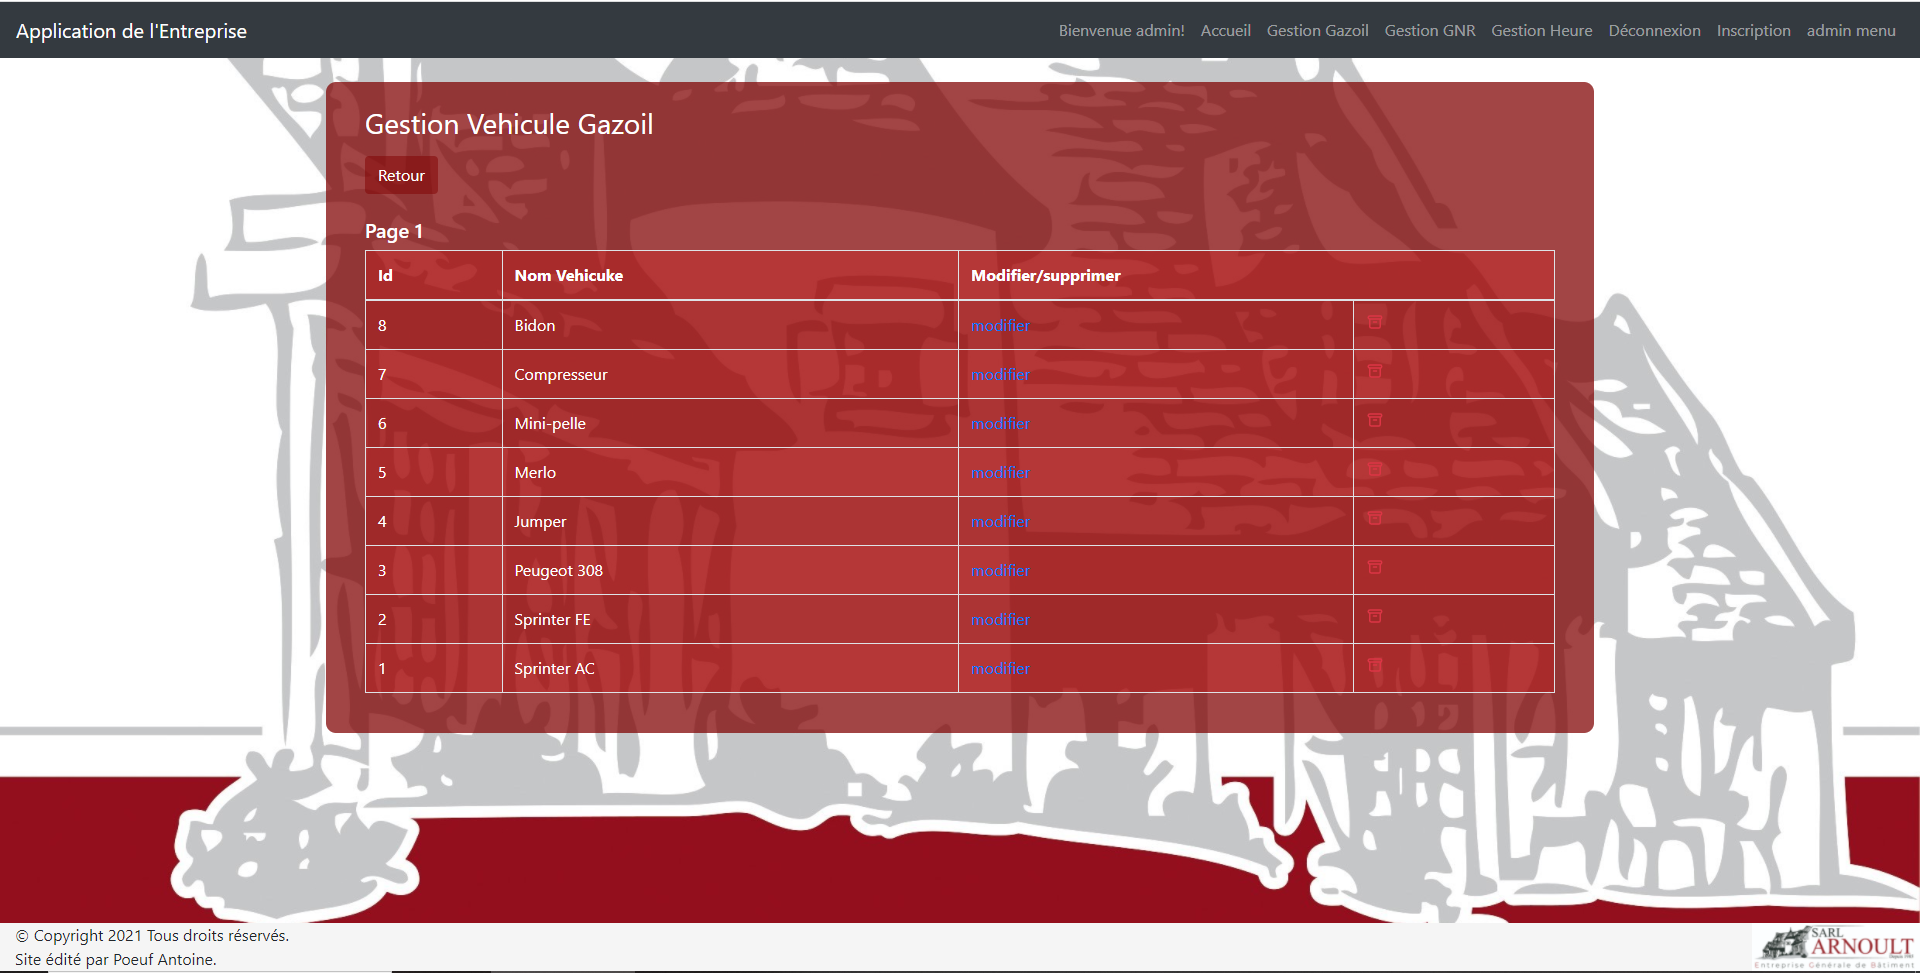 Application de l'Entreprise
Bienvenue admin! Accueil Gestion Gazoil Gestion GNR Gestion Heure Déconnexion Inscription admin menu
Gestion Vehicule Gazoil
Retour
Page 1
Id Nom Vehicuke Modifier/supprimer
8 Bidon modifier
7 Compresseur modifier
6 Mini-pelle modifier
5 Merlo modifier
4 Jumper modifier
3 Peugeot 308 modifier
2 Sprinter FE modifier
1 Sprinter AC modifier
© Copyright 2021 Tous droits réservés.
Site édité par Poeuf Antoine.
SARL
ARNOULT
Entreprise Générale de Bâtiment